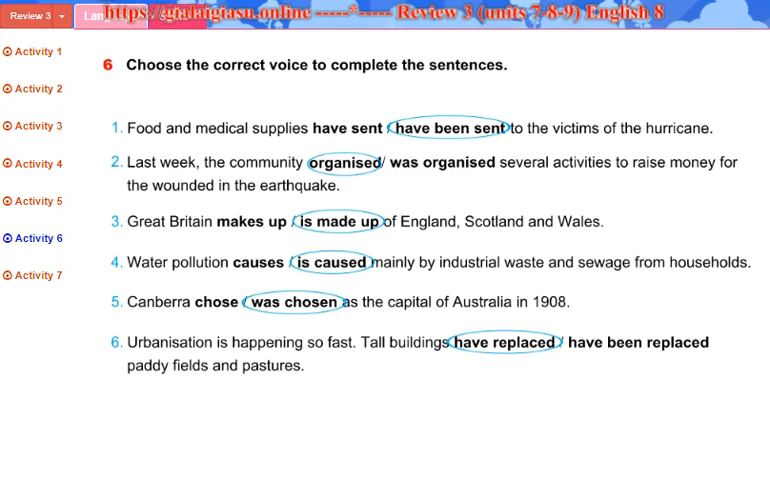 https://giaingiasu.online -----*----- Review 3 (units 7-8-9) English 8
Review 3
Activity 1
Activity 2
Activity 3
Activity 4
Activity 5
Activity 6
Activity 7
6 Choose the correct voice to complete the sentences.
1. Food and medical supplies have sent / have been sent to the victims of the hurricane.
2. Last week, the community organised / was organised several activities to raise money for
the wounded in the earthquake.
3. Great Britain makes up / is made up of England, Scotland and Wales.
4. Water pollution causes / is caused mainly by industrial waste and sewage from households.
5. Canberra chose / was chosen as the capital of Australia in 1908.
6. Urbanisation is happening so fast. Tall buildings have replaced / have been replaced
paddy fields and pastures.